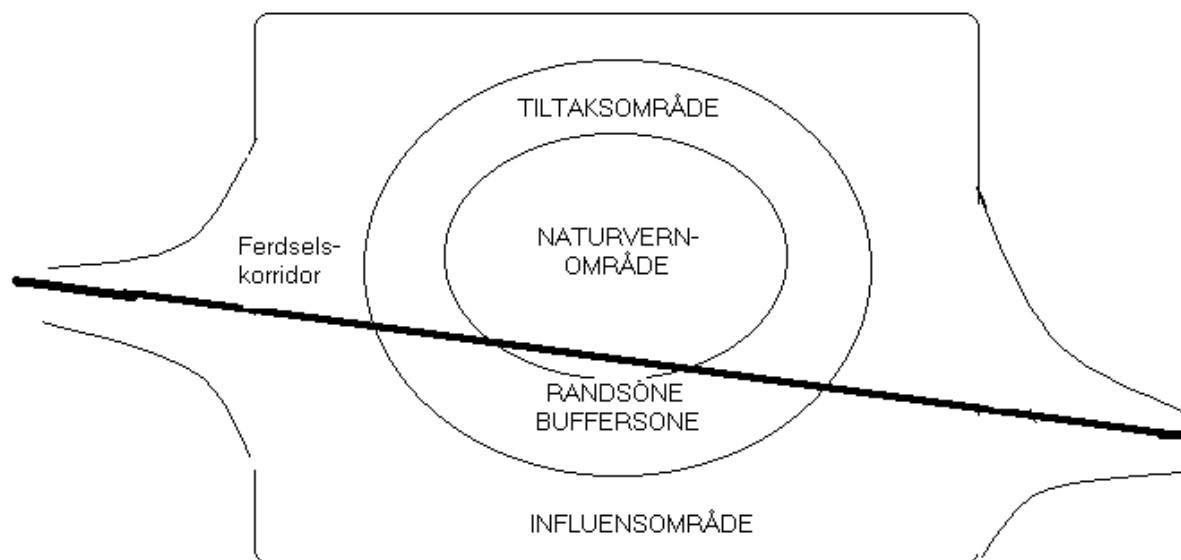 TILTAKSOMRÅDE
Ferdsels-
korridor
NATURVERN-
OMRÅDE
RANDSONE
BUFFERSONE
INFLUENSOMRÅDE